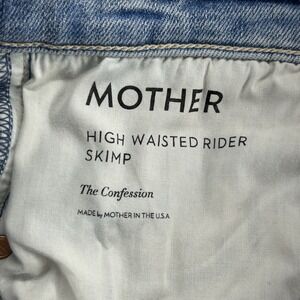 MOTHER
HIGH WAISTED RIDER
SKIMP
The Confession
MADE by MOTHER IN THE U.S.A.